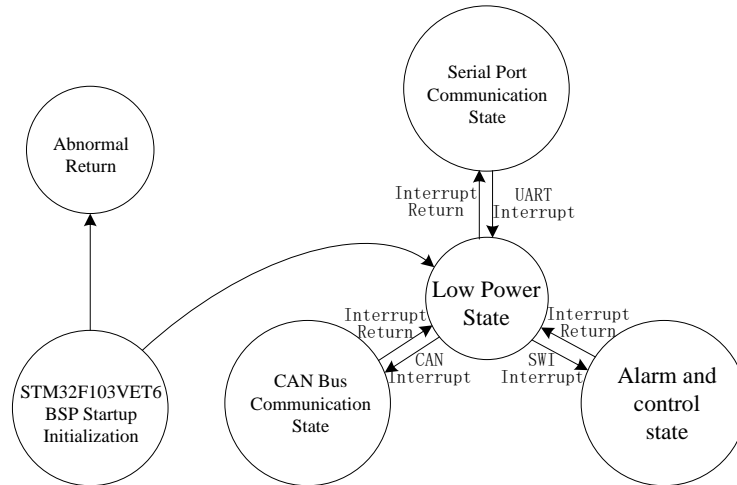 Serial Port
Communication
State
Abnormal
Return
Interrupt
Return
UART
Interrupt
Low Power
State
Interrupt
Return
CAN
Interrupt
Interrupt
Return
SWI
Interrupt
STM32F103VET6
BSP Startup
Initialization
CAN Bus
Communication
State
Alarm and
control
state